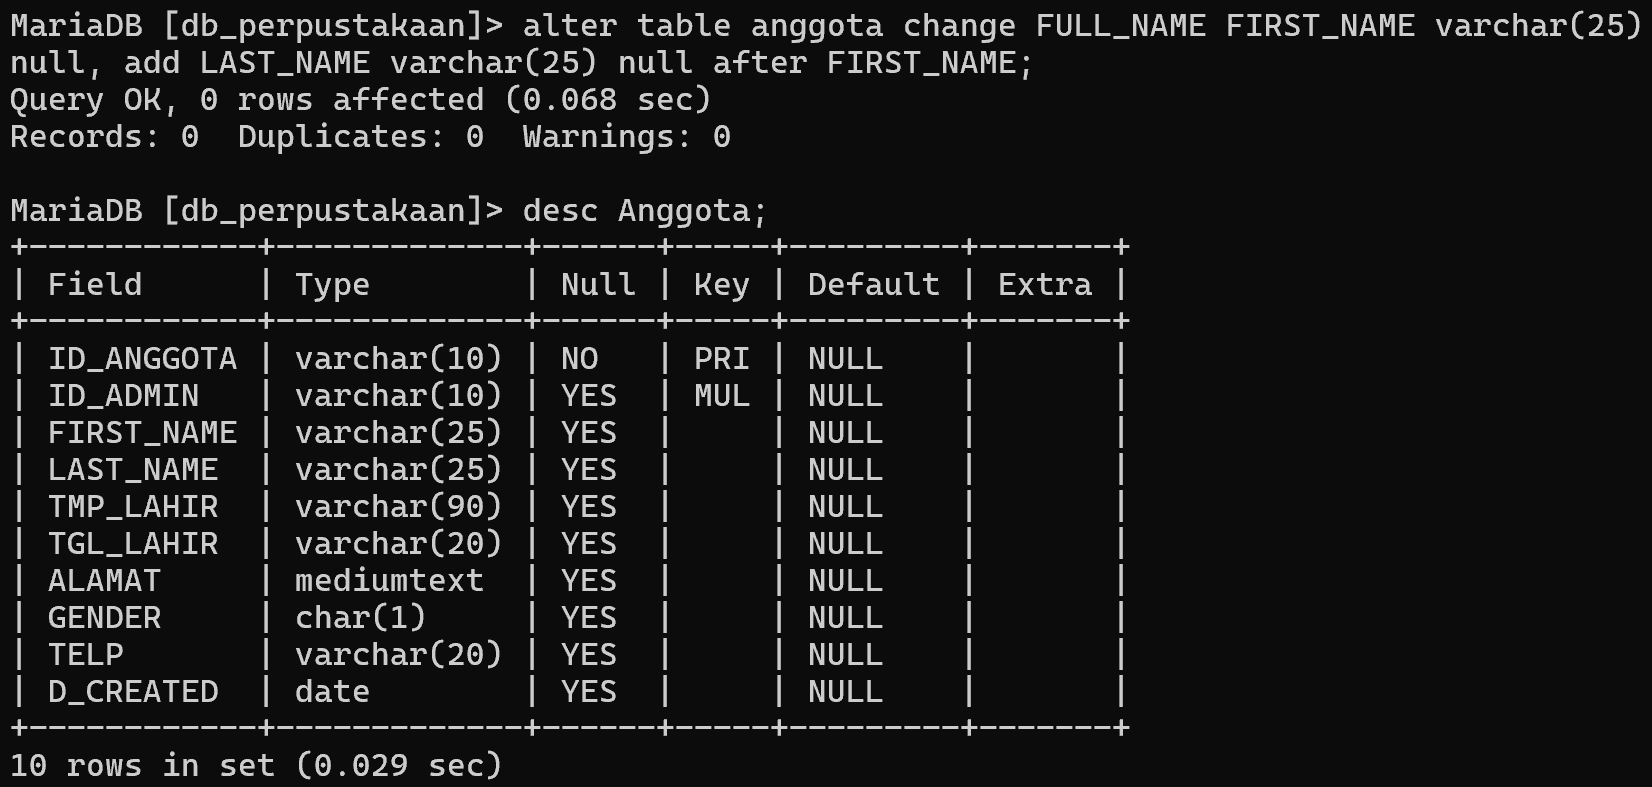 MariaDB [db_perpustakaan]> alter table anggota change FULL_NAME FIRST_NAME varchar(25)
null, add LAST_NAME varchar(25) null after FIRST_NAME;
Query OK, 0 rows affected (0.068 sec)
Records: 0  Duplicates: 0  Warnings: 0

MariaDB [db_perpustakaan]> desc Anggota;
+------------+-------------+------+-----+---------+-------+
| Field      | Type        | Null | Key | Default | Extra |
+------------+-------------+------+-----+---------+-------+
| ID_ANGGOTA | varchar(10) | NO   | PRI | NULL    |       |
| ID_ADMIN   | varchar(10) | YES  | MUL | NULL    |       |
| FIRST_NAME | varchar(25) | YES  |     | NULL    |       |
| LAST_NAME  | varchar(25) | YES  |     | NULL    |       |
| TMP_LAHIR  | varchar(90) | YES  |     | NULL    |       |
| TGL_LAHIR  | varchar(20) | YES  |     | NULL    |       |
| ALAMAT     | mediumtext  | YES  |     | NULL    |       |
| GENDER     | char(1)     | YES  |     | NULL    |       |
| TELP       | varchar(20) | YES  |     | NULL    |       |
| D_CREATED  | date        | YES  |     | NULL    |       |
+------------+-------------+------+-----+---------+-------+
10 rows in set (0.029 sec)